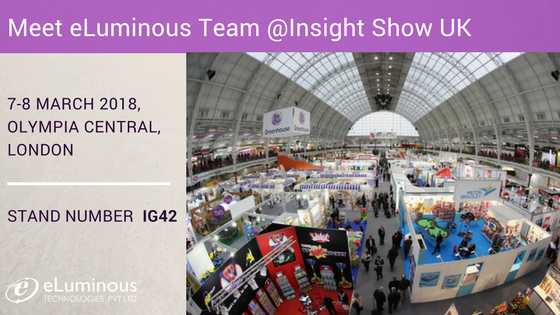 Meet eLuminous Team @Insight Show UK
7-8 MARCH 2018,
OLYMPIA CENTRAL,
LONDON
STAND NUMBER IG42
eLuminous
TECHNOLOGIES PVT LTD
Greenhouse